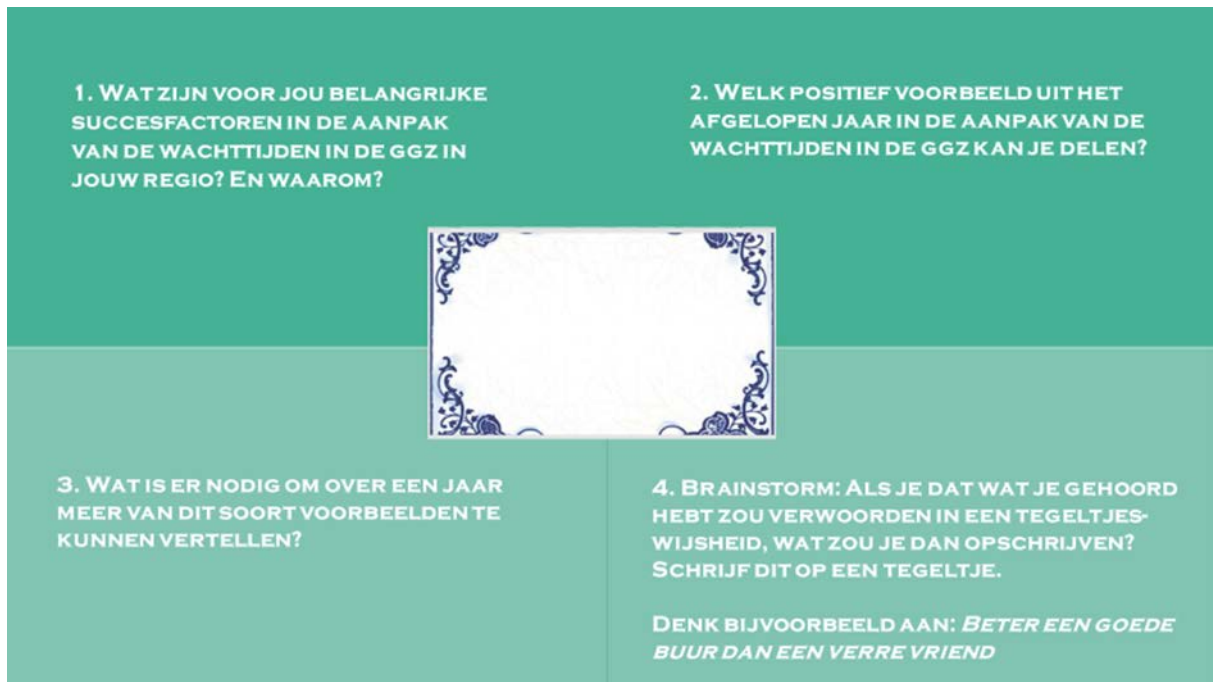 1. WAT ZIJN VOOR JOU BELANGRIJKE
SUCCESFACTOREN IN DE AANPAK
VAN DE WACHTTIJDEN IN DE GGZ IN
JOUW REGIO? EN WAAROM?
2. WELK POSITIEF VOORBEELD UIT HET
AFGELOPEN JAAR IN DE AANPAK VAN DE
WACHTTIJDEN IN DE GGZ KAN JE DELEN?
3. WAT IS ER NODIG OM OVER EEN JAAR
MEER VAN DIT SOORT VOORBEELDEN TE
KUNNEN VERTELLEN?
4. BRAINSTORM: ALS JE DAT WAT JE GEHOORD
HEBT ZOU VERWOORDEN IN EEN TEGELTJES-
WIJSHEID, WAT ZOU JE DAN OPSCHRIJVEN?
SCHRIJF DIT OP EEN TEGELTJE.
DENK BIJVOORBEELD AAN: BETER EEN GOEDE
BUUR DAN EEN VERRE VRIEND